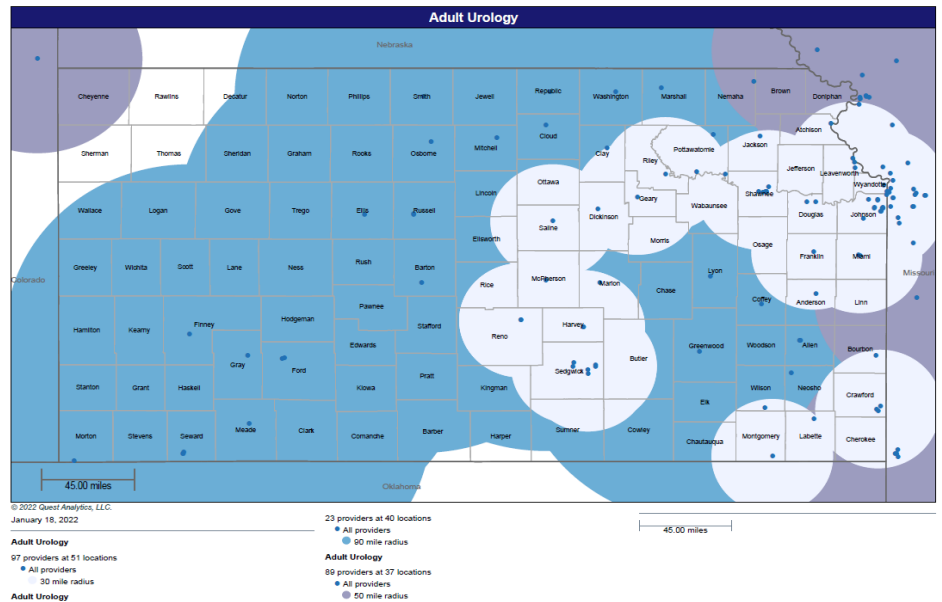 Adult Urology
Nebraska
Cheyenne Rawlins Decatur Norton Phillips Smith Jewell Republic Washington Marshall Nemaha Brown Doniphan
Sherman Thomas Sheridan Graham Rooks Osborne Mitchell Cloud Clay Riley Pottawatomie Jackson Atchison
Jefferson Leavenworth
Wyandotte
Wallace Logan Gove Trego Ellis Russell Lincoln Ottawa Saline Dickinson Geary Wabaunsee Shawnee Douglas Johnson
Ellsworth Morris Osage
Greeley Wichita Scott Lane Ness Rush Barton Rice McPherson Marion Chase Lyon Franklin Miami
Colorado
Missouri
Hamilton Kearny Finney Hodgeman Pawnee Stafford Reno Harvey Coffey Anderson Linn
Gray Ford Edwards Sedgwick Butler Greenwood Woodson Allen Bourbon
Stanton Grant Haskell Kiowa Pratt Kingman Elk Wilson Neosho Crawford
Morton Stevens Seward Meade Clark Comanche Barber Harper Sumner Cowley Chautauqua Montgomery Labette Cherokee
45.00 miles
Oklahoma
© 2022 Quest Analytics, LLC.
January 18, 2022
Adult Urology
97 providers at 51 locations
All providers
30 mile radius
Adult Urology
23 providers at 40 locations
All providers
90 mile radius
Adult Urology
89 providers at 37 locations
All providers
50 mile radius
45.00 miles